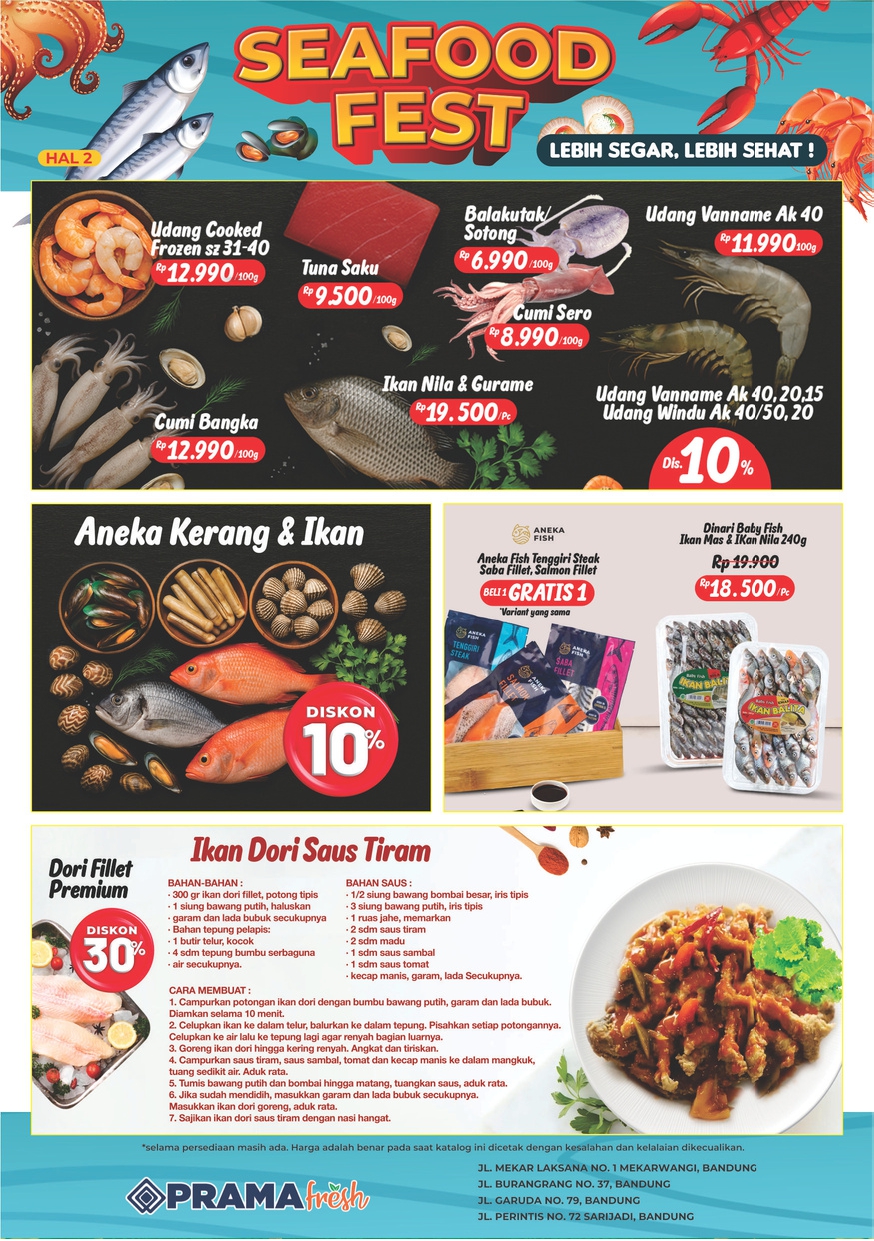 SEAFOOD
FEST
HAL 2
LEBIH SEGAR, LEBIH SEHAT !
Udang Cooked
Frozen sz 31-40
Rp 12.990/100g
Tuna Saku
Rp 9.500/100g
Balakutak/
Sotong
Rp 6.990/100g
Cumi Sero
Rp 8.990/100g
Udang Vanname Ak 40
Rp 11.990 100g
Cumi Bangka
Rp 12.990/100g
Ikan Nila & Gurame
Rp 19.500/Pc
Udang Vanname Ak 40,20,15
Udang Windu Ak 40/50, 20
Dis. 10%
Aneka Kerang & Ikan
DISKON
10%
ANEKA
FISH
Aneka Fish Tenggiri Steak
Saba Fillet, Salmon Fillet
BELI 1 GRATIS 1
*Variant yang sama
ANEKA
FISH
TENGGIRI
STEAK
ANEKA
FISH
SALMON
FILLET
ANEKA
FISH
SABA
FILLET
Dinari Baby Fish
Ikan Mas & IKan Nila 240g
Rp 19.900
Rp 18.500/Pc
Baby Fish
IKAN BALITA
Baby Fish
IKAN BALITA
Dori Fillet
Premium
DISKON
30%
Ikan Dori Saus Tiram
BAHAN-BAHAN :
· 300 gr ikan dori fillet, potong tipis
· 1 siung bawang putih, haluskan
· garam dan lada bubuk secukupnya
· Bahan tepung pelapis:
· 1 butir telur, kocok
· 4 sdm tepung bumbu serbaguna
· air secukupnya.
BAHAN SAUS :
· 1/2 siung bawang bombai besar, iris tipis
· 3 siung bawang putih, iris tipis
· 1 ruas jahe, memarkan
· 2 sdm saus tiram
· 2 sdm madu
· 1 sdm saus sambal
· 1 sdm saus tomat
· kecap manis, garam, lada Secukupnya.
CARA MEMBUAT :
1. Campurkan potongan ikan dori dengan bumbu bawang putih, garam dan lada bubuk.
Diamkan selama 10 menit.
2. Celupkan ikan ke dalam telur, balurkan ke dalam tepung. Pisahkan setiap potongannya.
Celupkan ke air lalu ke tepung lagi agar renyah bagian luarnya.
3. Goreng ikan dori hingga kering renyah. Angkat dan tiriskan.
4. Campurkan saus tiram, saus sambal, tomat dan kecap manis ke dalam mangkuk,
tuang sedikit air. Aduk rata.
5. Tumis bawang putih dan bombai hingga matang, tuangkan saus, aduk rata.
6. Jika sudah mendidih, masukkan garam dan lada bubuk secukupnya.
Masukkan ikan dori goreng, aduk rata.
7. Sajikan ikan dori saus tiram dengan nasi hangat.
*selama persediaan masih ada. Harga adalah benar pada saat katalog ini dicetak dengan kesalahan dan kelalaian dikecualikan.
PRAMA fresh
JL. MEKAR LAKSANA NO. 1 MEKARWANGI, BANDUNG
JL. BURANGRANG NO. 37, BANDUNG
JL. GARUDA NO. 79, BANDUNG
JL. PERINTIS NO. 72 SARIJADI, BANDUNG